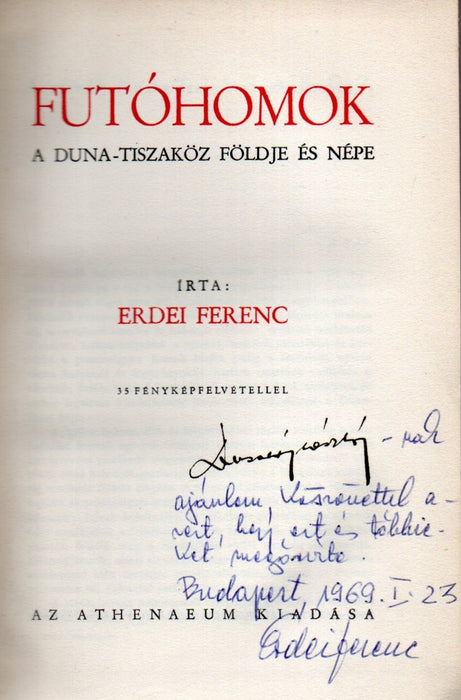 FUTÓHOMOK
A DUNA-TISZAKÖZ FÖLDJE ÉS NÉPE
ÍRTA:
ERDEI FERENC
35 FÉNYKÉPFELVÉTELLEL
-nak
ajánlom, köszönettel a-
zért, hogy ezt és többie-
ket megőrizte.
Budapest, 1969. I. 23
AZ ATHENAEUM KIADÁSA
Erdei Ferenc